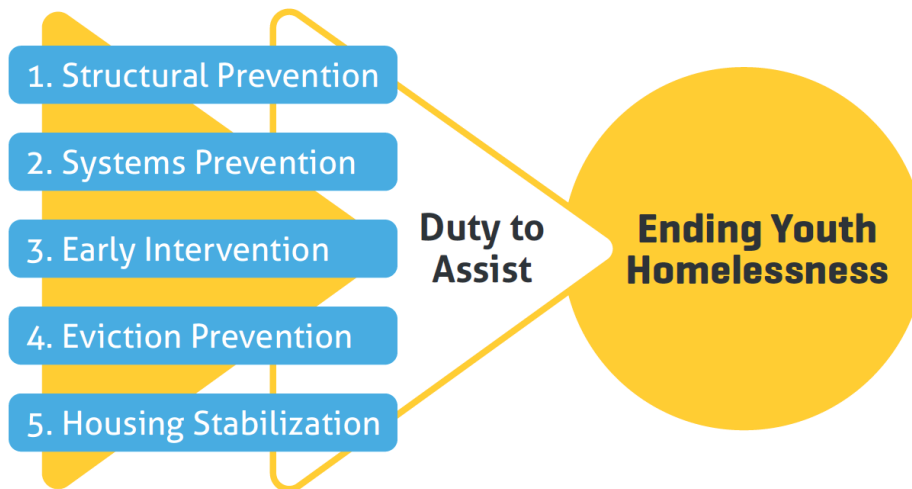 1. Structural Prevention
2. Systems Prevention
3. Early Intervention
4. Eviction Prevention
5. Housing Stabilization
Duty to
Assist
Ending Youth
Homelessness